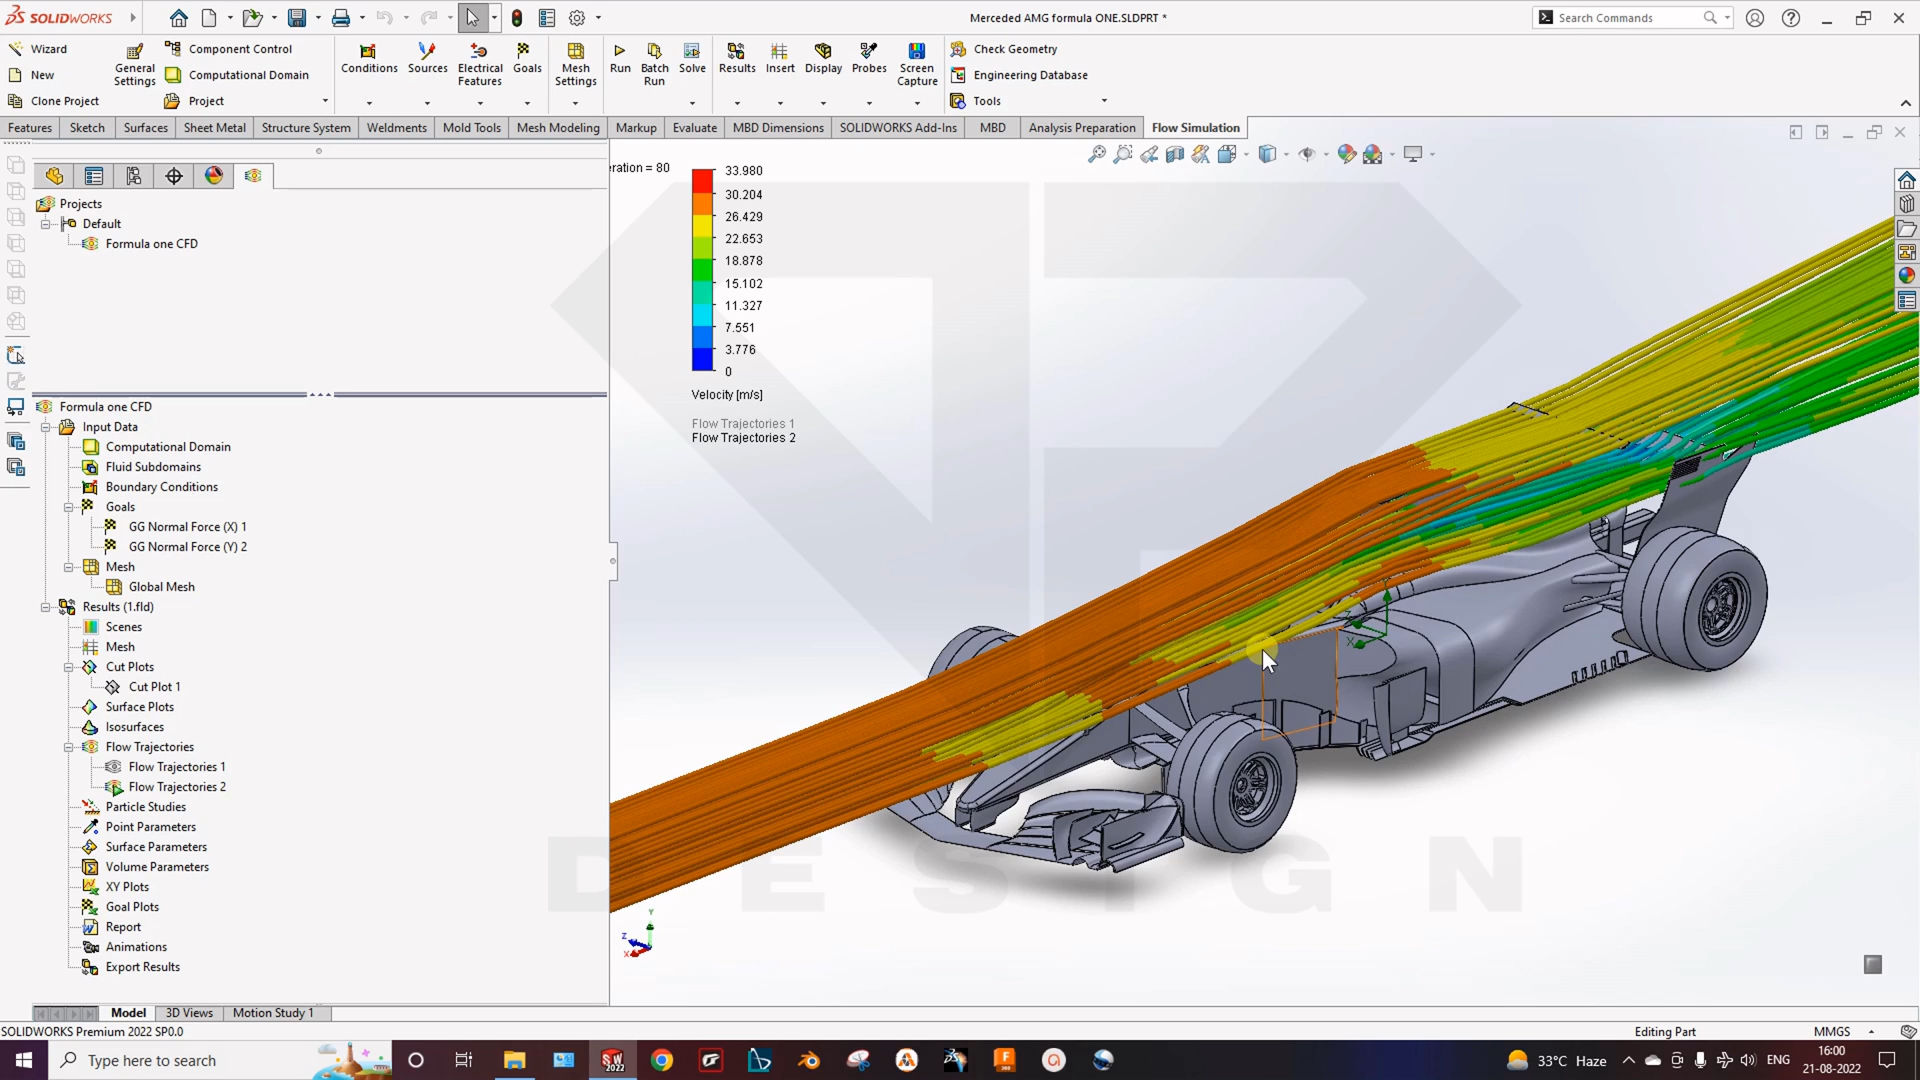 SOLIDWORKS
Merceded AMG formula ONE.SLDPRT *
Search Commands
Wizard
New
Clone Project
General Settings
Component Control
Computational Domain
Project
Conditions
Sources
Electrical Features
Goals
Mesh Settings
Run
Batch Run
Solve
Results
Insert
Display
Probes
Screen Capture
Check Geometry
Engineering Database
Tools
Features
Sketch
Surfaces
Sheet Metal
Structure System
Weldments
Mold Tools
Mesh Modeling
Markup
Evaluate
MBD Dimensions
SOLIDWORKS Add-Ins
MBD
Analysis Preparation
Flow Simulation
Projects
Default
Formula one CFD
Formula one CFD
Input Data
Computational Domain
Fluid Subdomains
Boundary Conditions
Goals
GG Normal Force (X) 1
GG Normal Force (Y) 2
Mesh
Global Mesh
Results (1.fld)
Scenes
Mesh
Cut Plots
Cut Plot 1
Surface Plots
Isosurfaces
Flow Trajectories
Flow Trajectories 1
Flow Trajectories 2
Particle Studies
Point Parameters
Surface Parameters
Volume Parameters
XY Plots
Goal Plots
Report
Animations
Export Results
eration = 80
33.980
30.204
26.429
22.653
18.878
15.102
11.327
7.551
3.776
0
Velocity [m/s]
Flow Trajectories 1
Flow Trajectories 2
X
DESIGN
Y
Z
X
Model
3D Views
Motion Study 1
SOLIDWORKS Premium 2022 SP0.0
Editing Part
MMGS
Type here to search
SW
2022
33°C Haze
ENG
16:00
21-08-2022